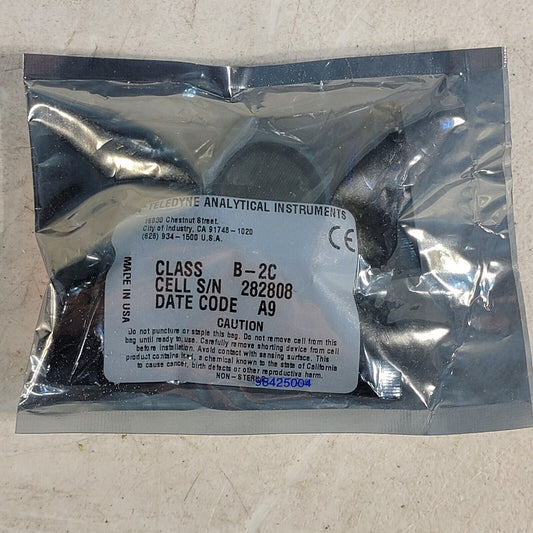 TELEDYNE ANALYTICAL INSTRUMENTS
16830 Chestnut Street,
City of Industry, CA 91748-1020
(626) 934-1500 U.S.A.
CE
MADE IN USA
CLASS B-2C
CELL S/N 282808
DATE CODE A9
CAUTION
Do not puncture or staple this bag. Do not remove cell from this
bag until ready to use. Carefully remove shorting device from cell
before installation. Avoid contact with sensing surface. This
product contains a chemical known to the state of California
to cause cancer, birth defects or other reproductive harm.
98425004